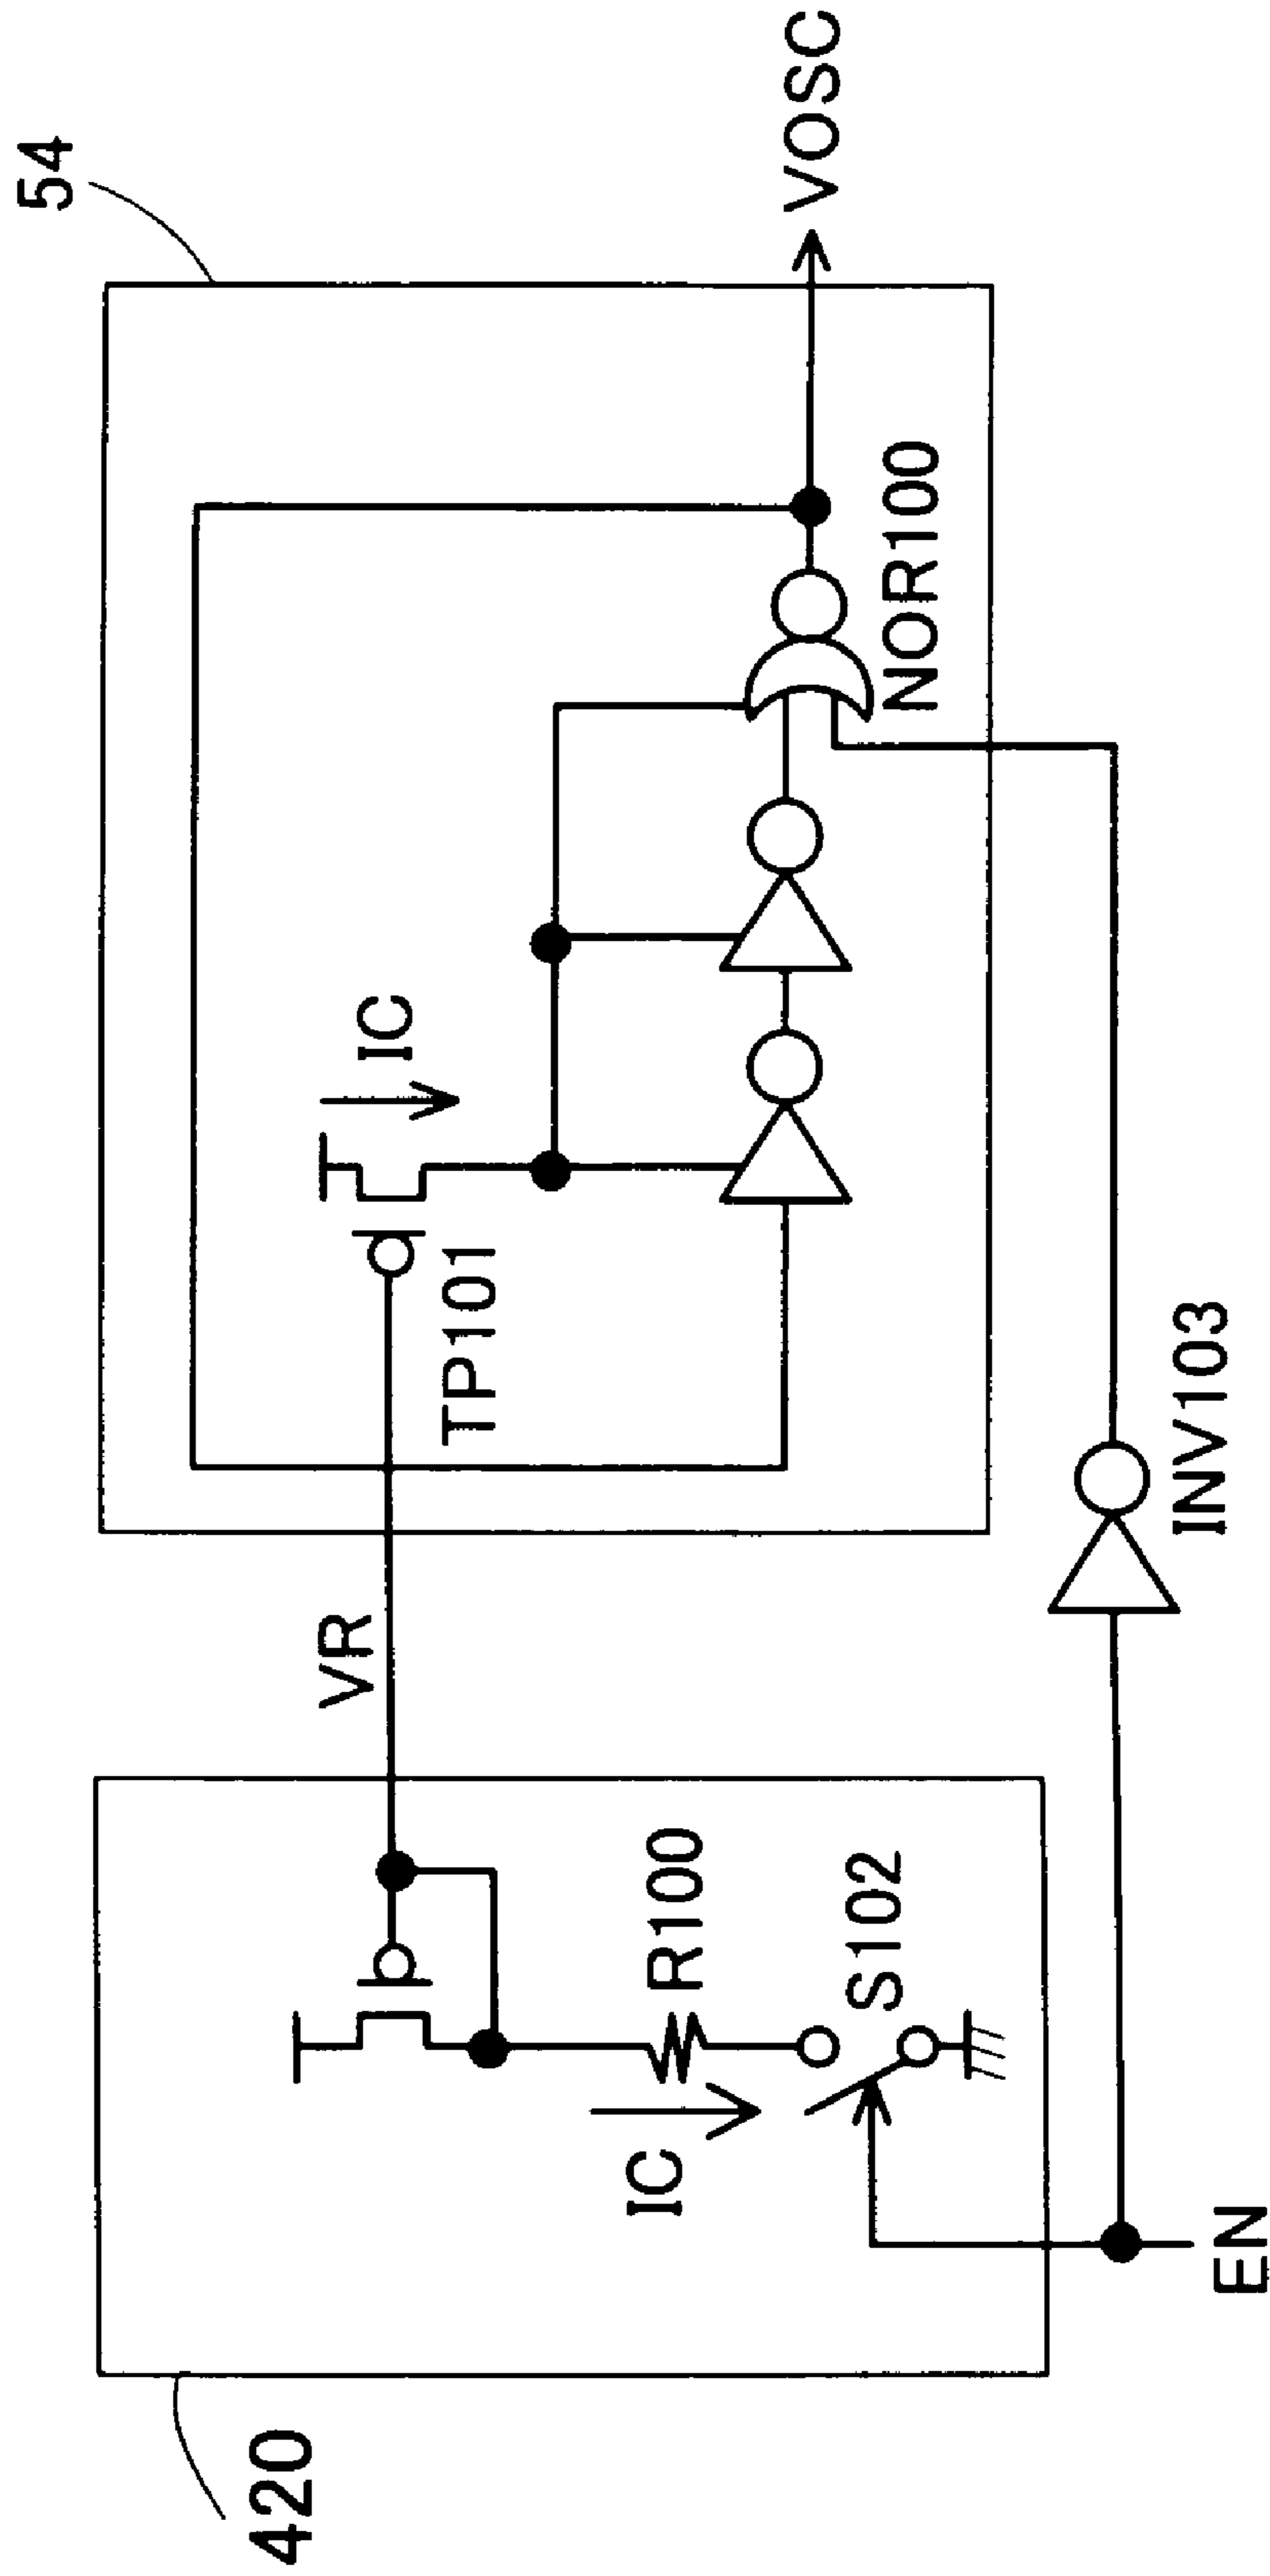 420
54
VR
IC
TP101
IC
R100
S102
NOR100
VOSC
EN
INV103